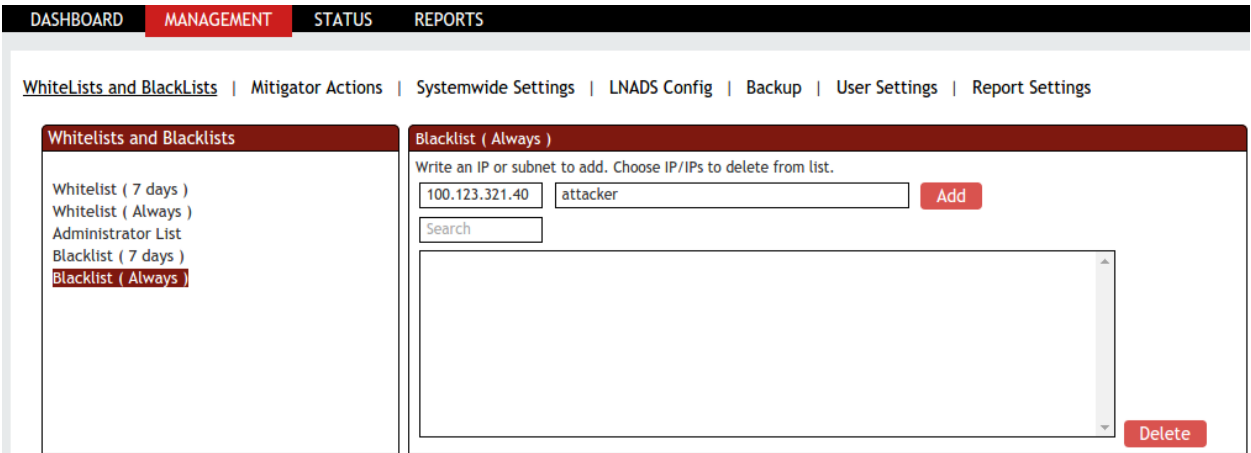 DASHBOARD MANAGEMENT STATUS REPORTS
WhiteLists and BlackLists | Mitigator Actions | Systemwide Settings | LNADS Config | Backup | User Settings | Report Settings
Whitelists and Blacklists
Whitelist ( 7 days )
Whitelist ( Always )
Administrator List
Blacklist ( 7 days )
Blacklist ( Always )
Blacklist ( Always )
Write an IP or subnet to add. Choose IP/IPs to delete from list.
100.123.321.40 attacker Add
Search
Delete